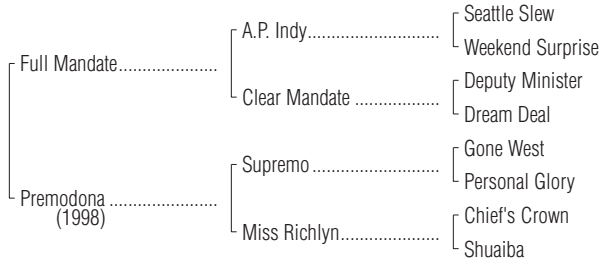 Seattle Slew
A.P. Indy........................
Weekend Surprise
Full Mandate..................
Deputy Minister
Clear Mandate ................
Dream Deal
Gone West
Supremo ........................
Personal Glory
Premodona ....................
(1998)
Chief's Crown
Miss Richlyn...................
Shuaiba